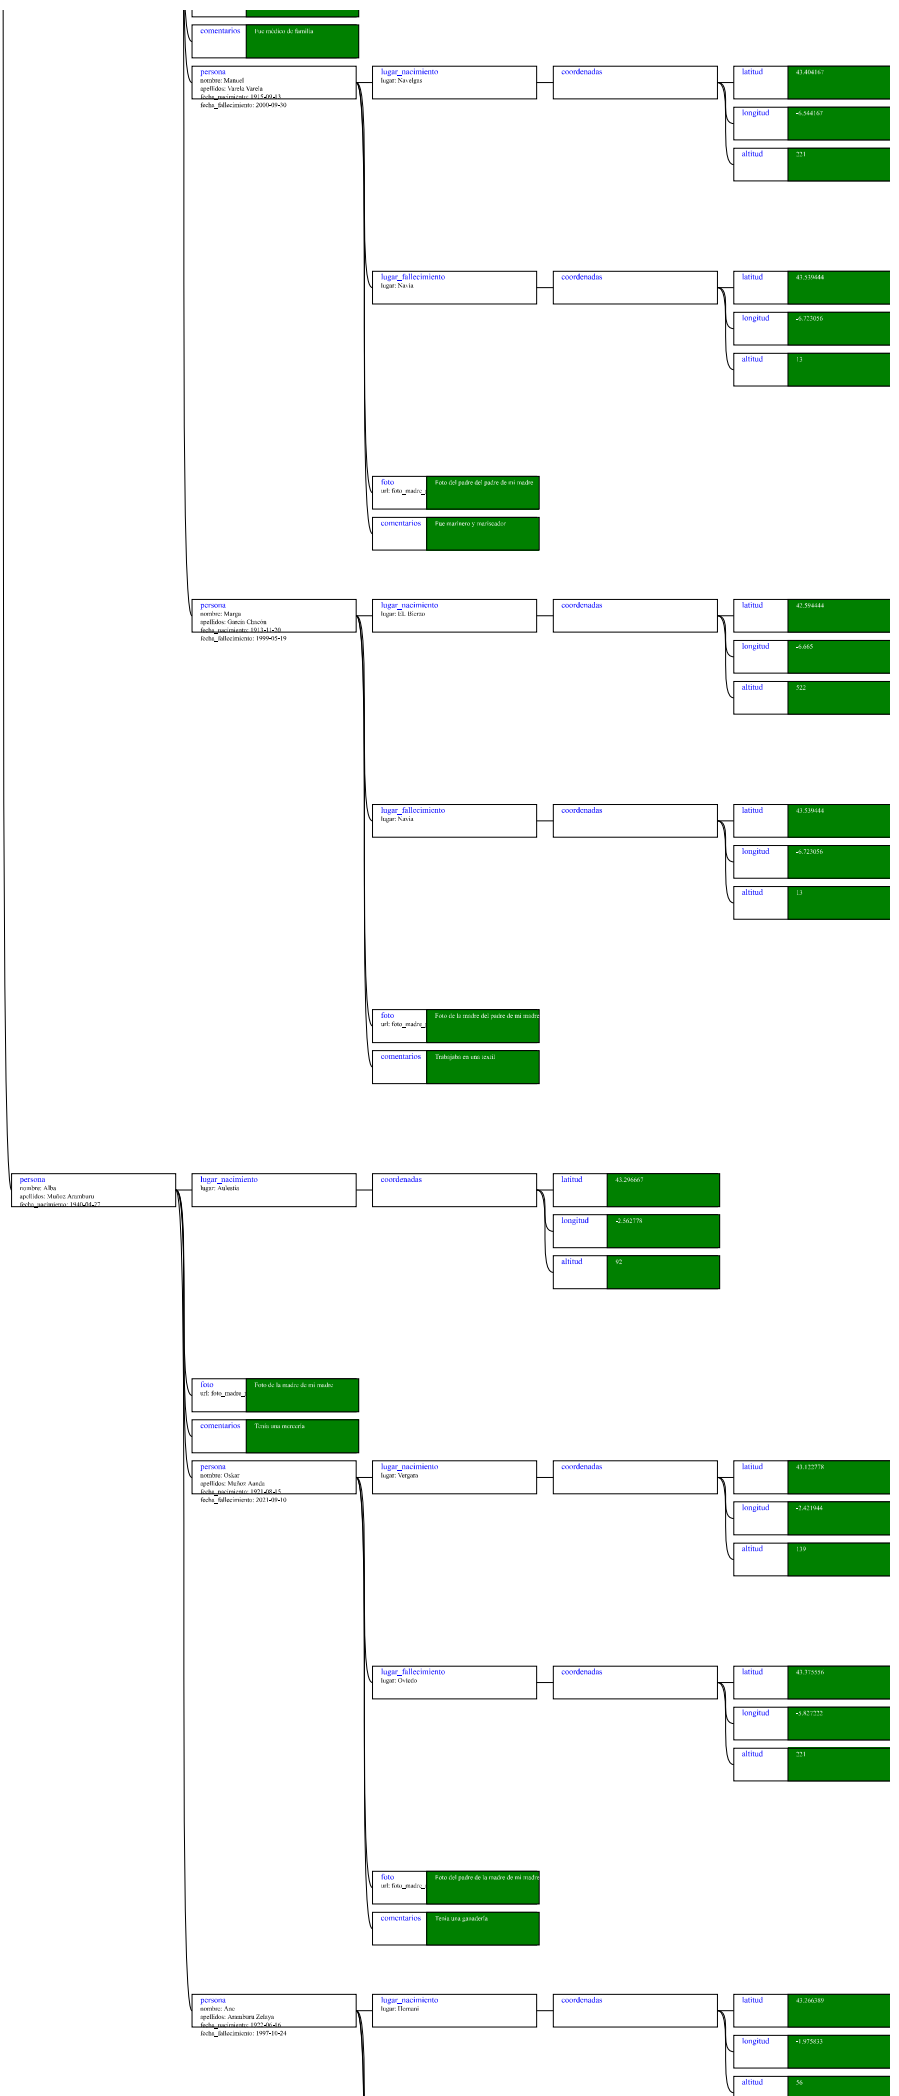 comentarios
Fue médico de familia
persona
nombre: Manuel
apellidos: Varela Varela
fecha_nacimiento: 1915-09-13
fecha_fallecimiento: 2000-09-30
lugar_nacimiento
lugar: Navelgas
coordenadas
latitud
43.404167
longitud
-6.544167
altitud
221
lugar_fallecimiento
lugar: Navia
coordenadas
latitud
43.539444
longitud
-6.723056
altitud
13
foto
url: foto_madre_
Foto del padre del padre de mi madre
comentarios
Fue marinero y mariscador
persona
nombre: Marga
apellidos: García Chacón
fecha_nacimiento: 1913-11-20
fecha_fallecimiento: 1999-05-19
lugar_nacimiento
lugar: EL Bierzo
coordenadas
latitud
42.594444
longitud
-6.665
altitud
522
lugar_fallecimiento
lugar: Navia
coordenadas
latitud
43.539444
longitud
-6.723056
altitud
13
foto
url: foto_madre_
Foto de la madre del padre de mi madre
comentarios
Trabajaba en una textil
persona
nombre: Alba
apellidos: Muñoz Aramburu
fecha_nacimiento: 1940-04-27
lugar_nacimiento
lugar: Aulestia
coordenadas
latitud
43.296667
longitud
-2.562778
altitud
92
foto
url: foto_madre_
Foto de la madre de mi madre
comentarios
Tenía una mercería
persona
nombre: Oskar
apellidos: Muñoz
fecha_nacimiento: 1921-08-15
fecha_fallecimiento: 2021-09-10
lugar_nacimiento
lugar: Vergara
coordenadas
latitud
43.122778
longitud
-2.421944
altitud
139
lugar_fallecimiento
lugar: Oviedo
coordenadas
latitud
43.375556
longitud
-5.827222
altitud
221
foto
url: foto_madre_
Foto del padre de la madre de mi madre
comentarios
Tenía una ganadería
persona
nombre: Ane
apellidos: Aramburu Zelaya
fecha_nacimiento: 1922-06-16
fecha_fallecimiento: 1997-10-24
lugar_nacimiento
lugar: Hernani
coordenadas
latitud
43.266389
longitud
-1.975833
altitud
56